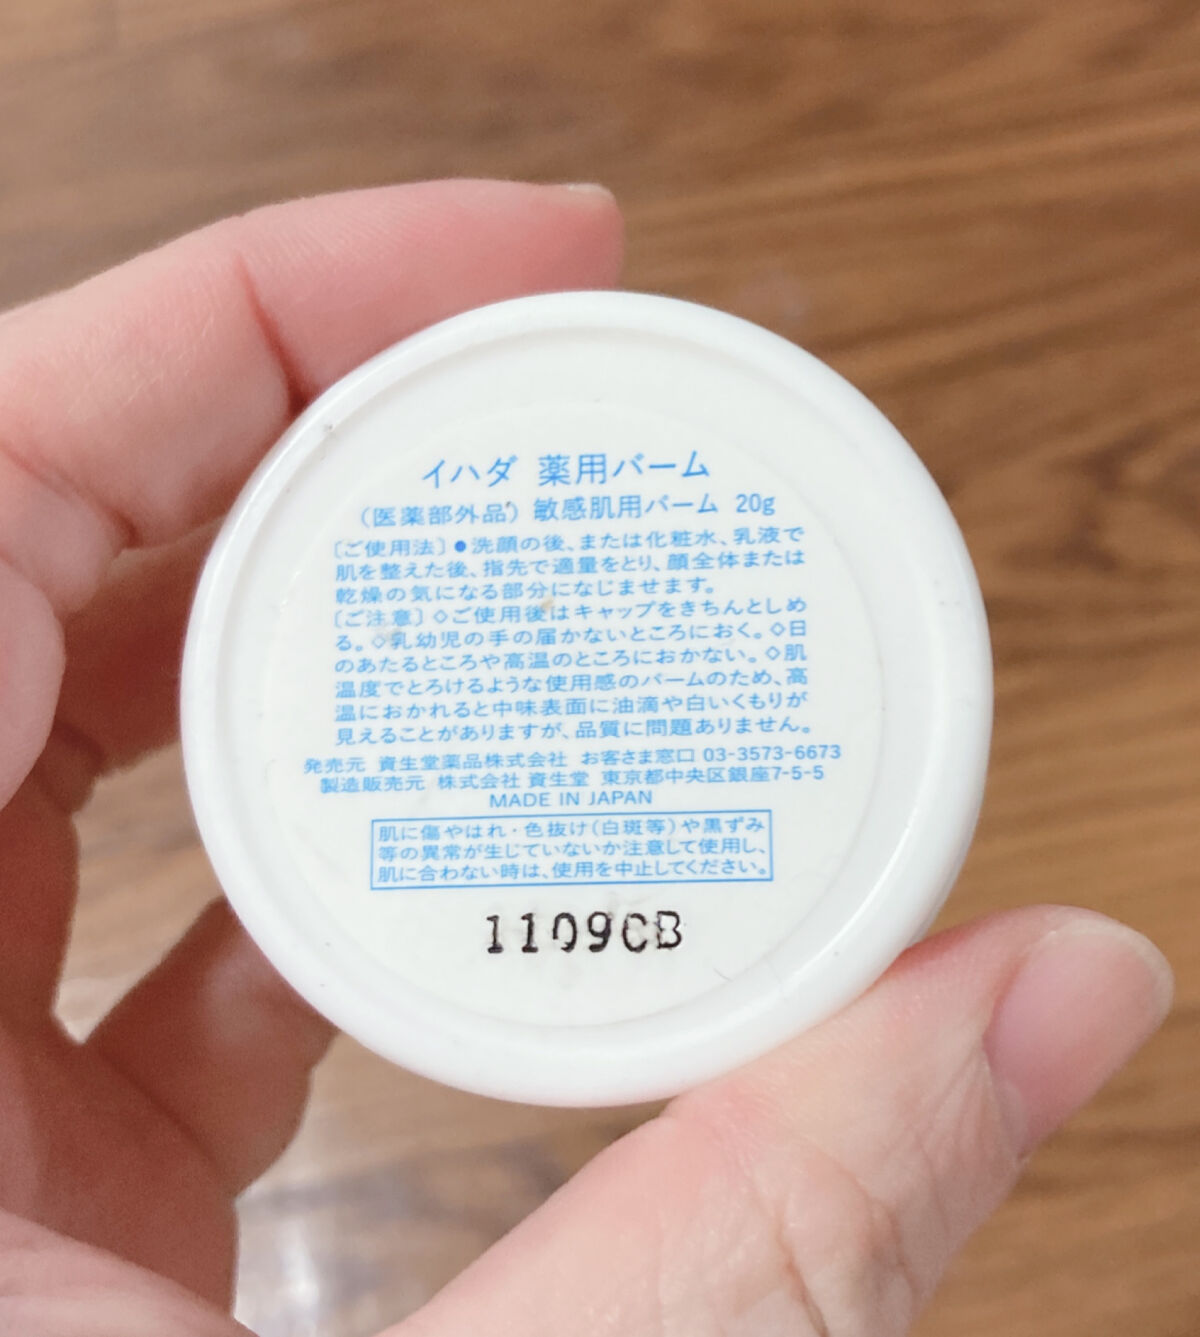 イハダ 薬用バーム
(医薬部外品) 敏感肌用バーム 20g
〔ご使用法〕●洗顔の後、または化粧水、乳液で
肌を整えた後、指先で適量をとり、顔全体または
乾燥の気になる部分になじませます。
〔ご注意〕◇ご使用後はキャップをきちんとしめ
る。◇乳幼児の手の届かないところにおく。◇日
のあたるところや高温のところにおかない。◇肌
温度でとろけるような使用感のバームのため、高
温におかれると中味表面に油滴や白いくもりが
見えることがありますが、品質に問題ありません。
発売元 資生堂薬品株式会社 お客さま窓口 03-3573-6673
製造販売元 株式会社 資生堂 東京都中央区銀座7-5-5
MADE IN JAPAN
肌に傷やはれ・色抜け(白斑等)や黒ずみ
等の異常が生じていないか注意して使用し、
肌に合わない時は、使用を中止してください。
1109CB